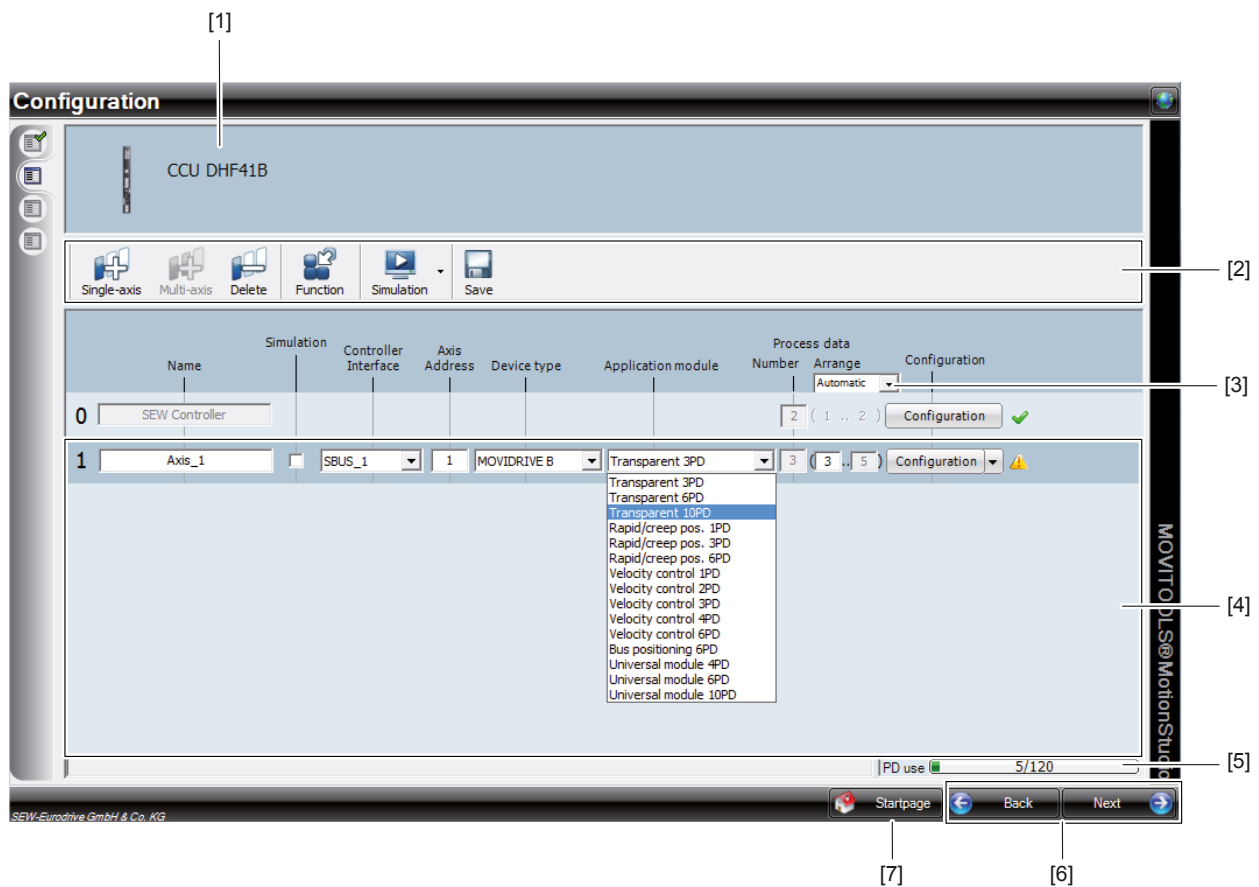 [1]
Configuration
CCU DHF41B
Single-axis Multi-axis Delete Function Simulation Save
[2]
Name Simulation Controller Interface Axis Address Device type Application module Process data Number Arrange Configuration
Automatic
[3]
0 SEW Controller 2 ( 1 .. 2 ) Configuration
1 Axis_1 SBUS_1 1 MOVIDRIVE B Transparent 3PD 3 ( 3 .. 5 ) Configuration
Transparent 3PD
Transparent 6PD
Transparent 10PD
Rapid/creep pos. 1PD
Rapid/creep pos. 3PD
Rapid/creep pos. 6PD
Velocity control 1PD
Velocity control 2PD
Velocity control 3PD
Velocity control 4PD
Velocity control 6PD
Bus positioning 6PD
Universal module 4PD
Universal module 6PD
Universal module 10PD
[4]
MOVITOOLS®MotionStudio
PD use 5/120
[5]
Startpage Back Next
SEW-Eurodrive GmbH & Co. KG
[7] [6]